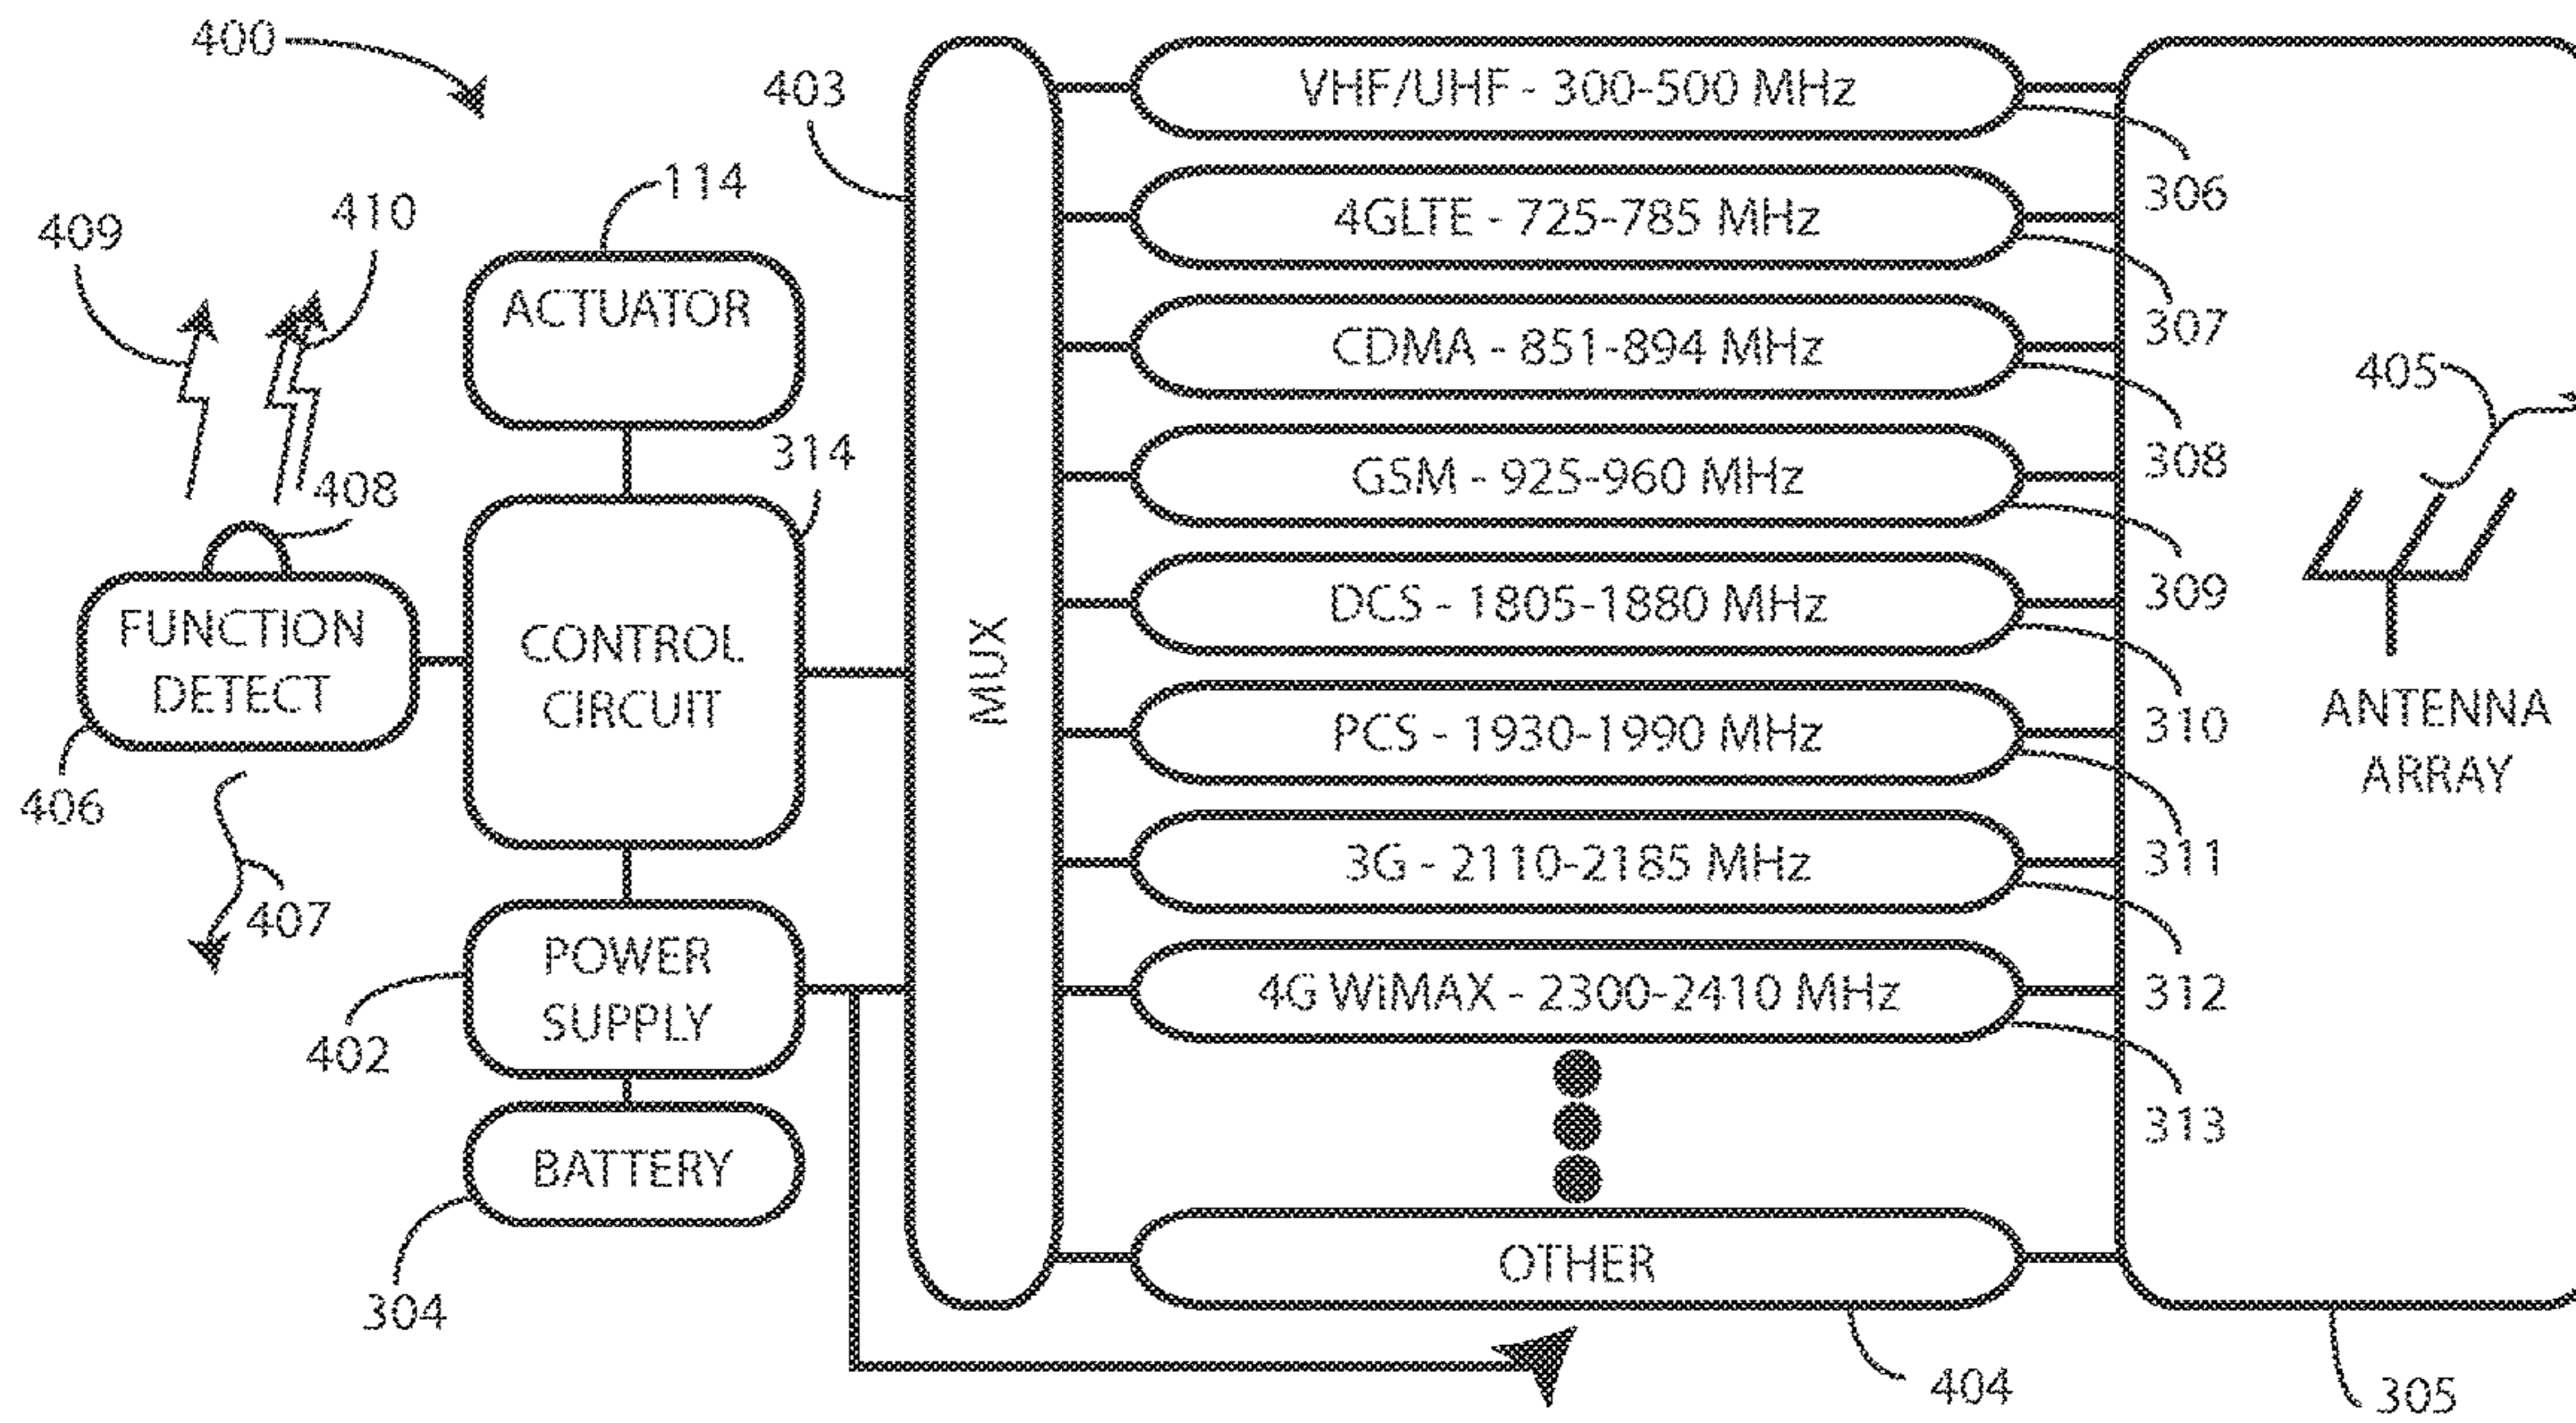 400
403
VHF/UHF - 300-500 MHz
306
114
410
409
4GLTE - 725-785 MHz
307
ACTUATOR
CDMA - 851-894 MHz
308
405
314
408
GSM - 925-960 MHz
309
FUNCTION
DETECT
406
407
CONTROL
CIRCUIT
MUX
DCS - 1805-1880 MHz
310
PCS - 1930-1990 MHz
311
ANTENNA
ARRAY
3G - 2110-2185 MHz
312
POWER
SUPPLY
402
4G WiMAX - 2300-2410 MHz
313
BATTERY
304
OTHER
404
305